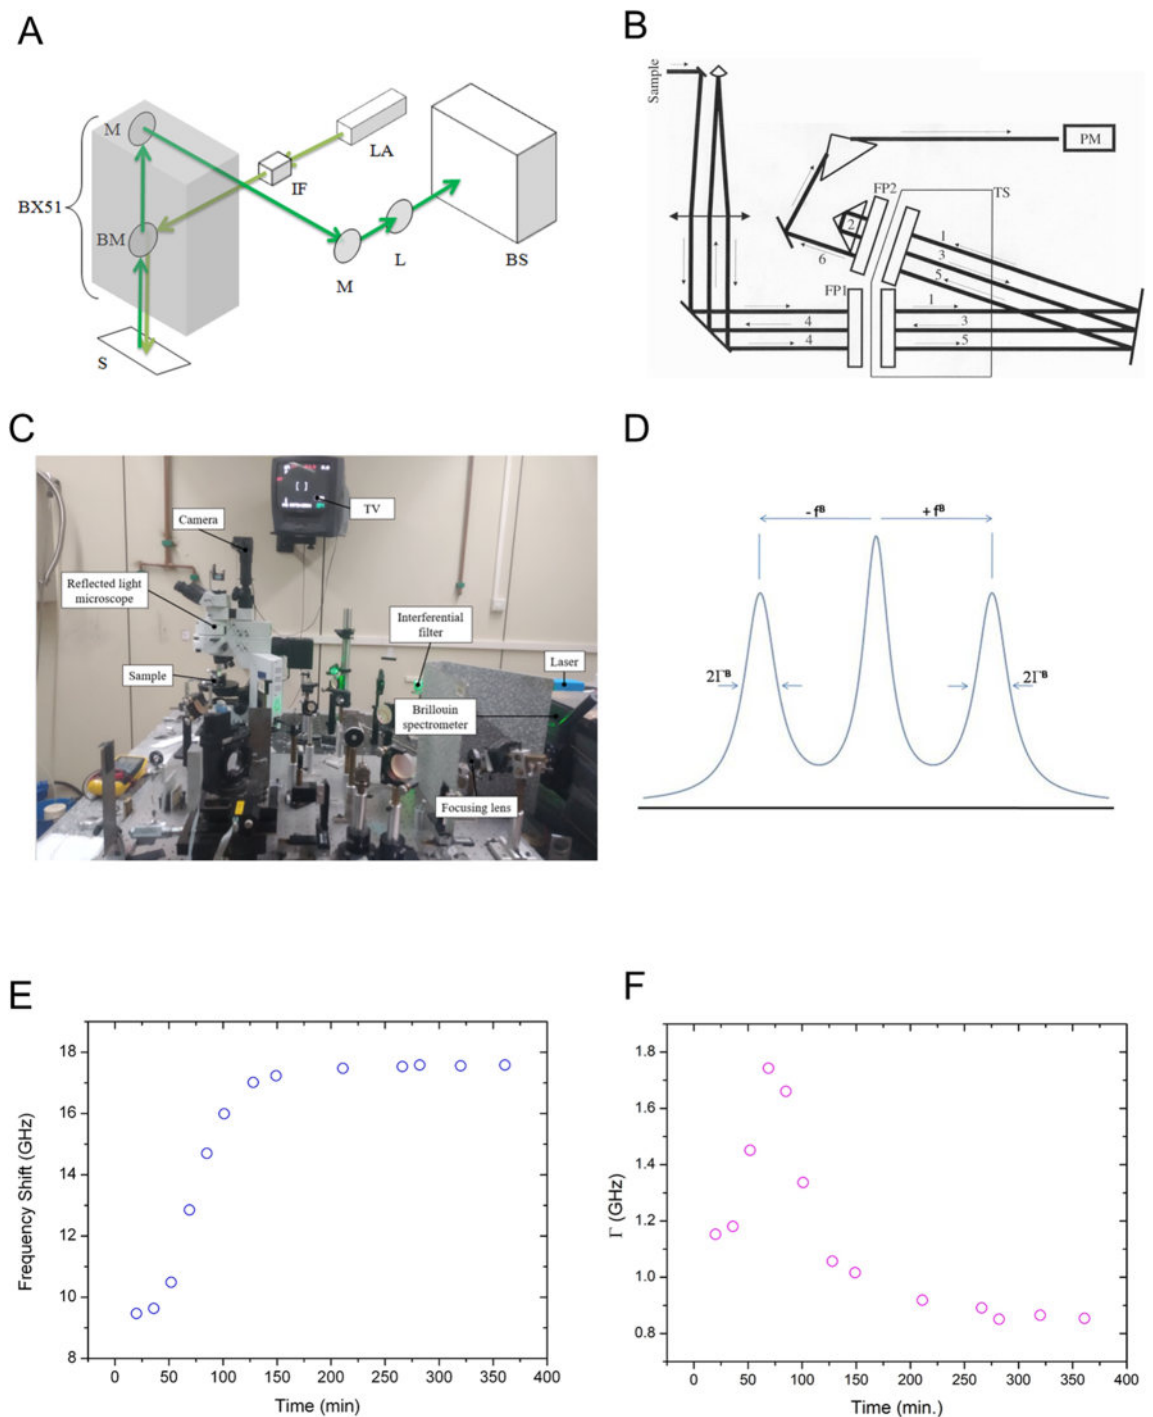 A
M
LA
IF
BX51
BM
M
L
BS
S
B
Sample
PM
FP2
TS
2
1
3
5
6
FP1
1
4
3
4
5
C
TV
Camera
Reflected light
microscope
Interferential
filter
Sample
Laser
Brillouin
spectrometer
Focusing lens
D
- fᴮ
+ fᴮ
2Γᴮ
2Γᴮ
E
Frequency Shift (GHz)
18
16
14
12
10
8
0 50 100 150 200 250 300 350 400
Time (min)
F
Γ (GHz)
1.8
1.6
1.4
1.2
1.0
0.8
0 50 100 150 200 250 300 350 400
Time (min.)